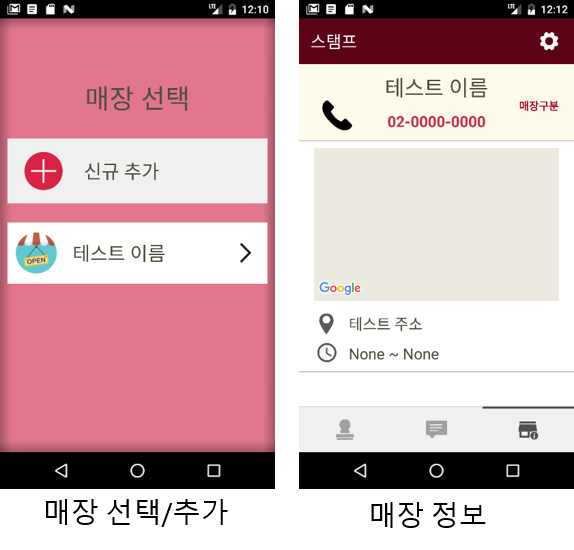 12:10
매장 선택
신규 추가
OPEN
테스트 이름
매장 선택/추가
12:12
스탬프
테스트 이름
02-0000-0000
매장구분
Google
테스트 주소
None ~ None
매장 정보